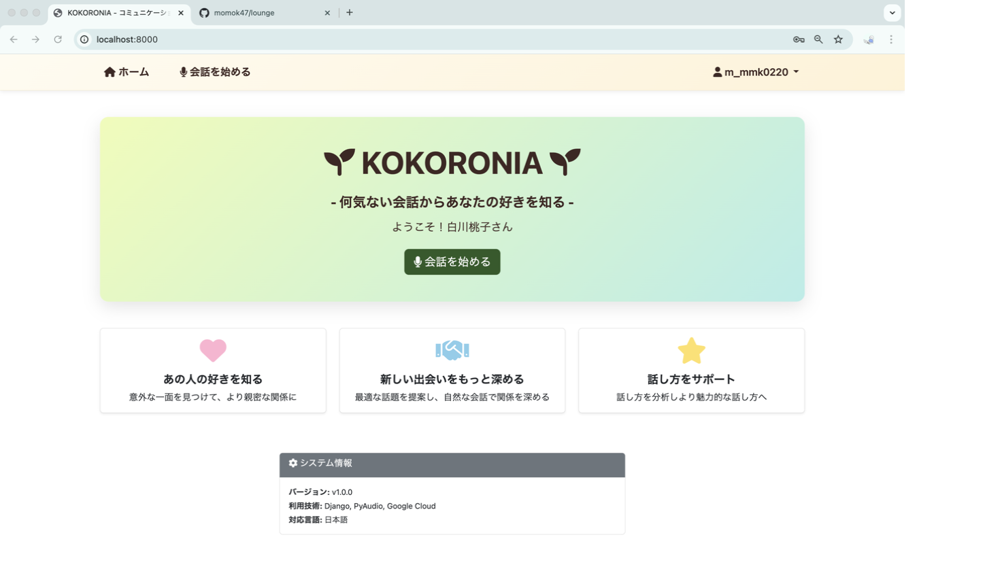 KOKORONIA - コミュニケーシ
momok47/lounge
localhost:8000
ホーム
会話を始める
m_mmk0220
KOKORONIA
- 何気ない会話からあなたの好きを知る -
ようこそ！白川桃子さん
会話を始める
あの人の好きを知る
意外な一面を見つけて、より親密な関係に
新しい出会いをもっと深める
最適な話題を提案し、自然な会話で関係を深める
話し方をサポート
話し方を分析しより魅力的な話し方へ
システム情報
バージョン: v1.0.0
利用技術: Django, PyAudio, Google Cloud
対応言語: 日本語